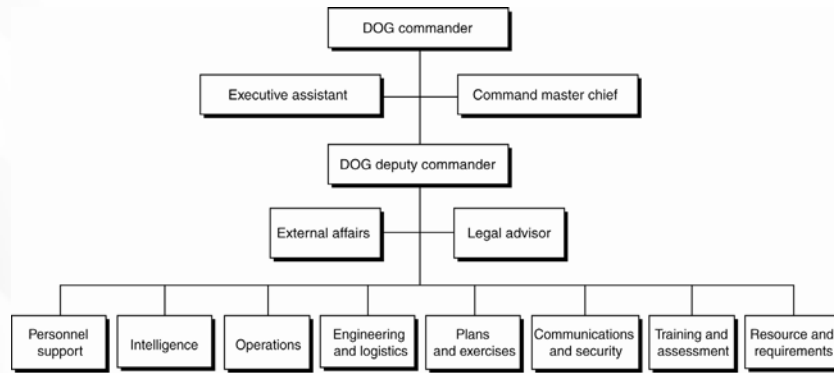 DOG commander
Executive assistant
Command master chief
DOG deputy commander
External affairs
Legal advisor
Personnel
support
Intelligence
Operations
Engineering
and logistics
Plans
and exercises
Communications
and security
Training and
assessment
Resource and
requirements